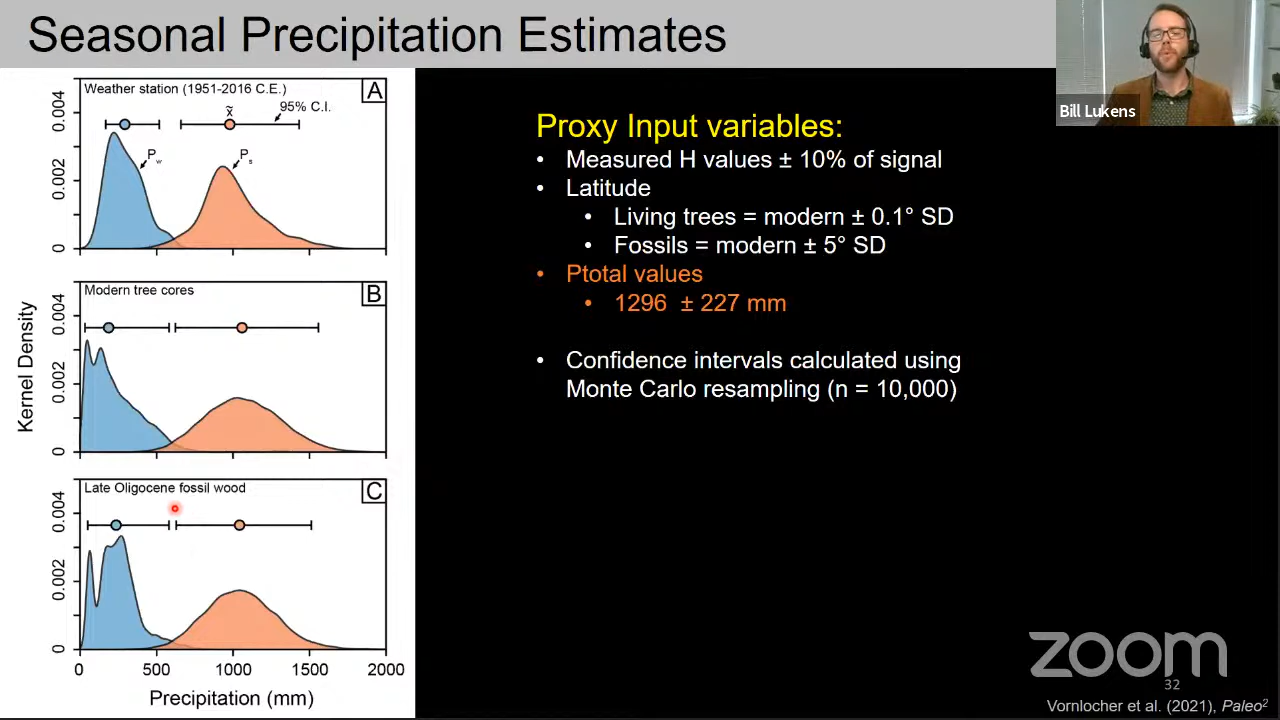 Seasonal Precipitation Estimates
Bill Lukens
Weather station (1951-2016 C.E.)
A
x̃
95% C.I.
Pw
Ps
0.004
0.002
0
Modern tree cores
B
0.004
0.002
0
Kernel Density
Late Oligocene fossil wood
C
0.004
0.002
0
0 500 1000 1500 2000
Precipitation (mm)
Proxy Input variables:
• Measured H values ± 10% of signal
• Latitude
• Living trees = modern ± 0.1° SD
• Fossils = modern ± 5° SD
• Ptotal values
• 1296 ± 227 mm
• Confidence intervals calculated using
Monte Carlo resampling (n = 10,000)
zoom
32
Vornlocher et al. (2021), Paleo²